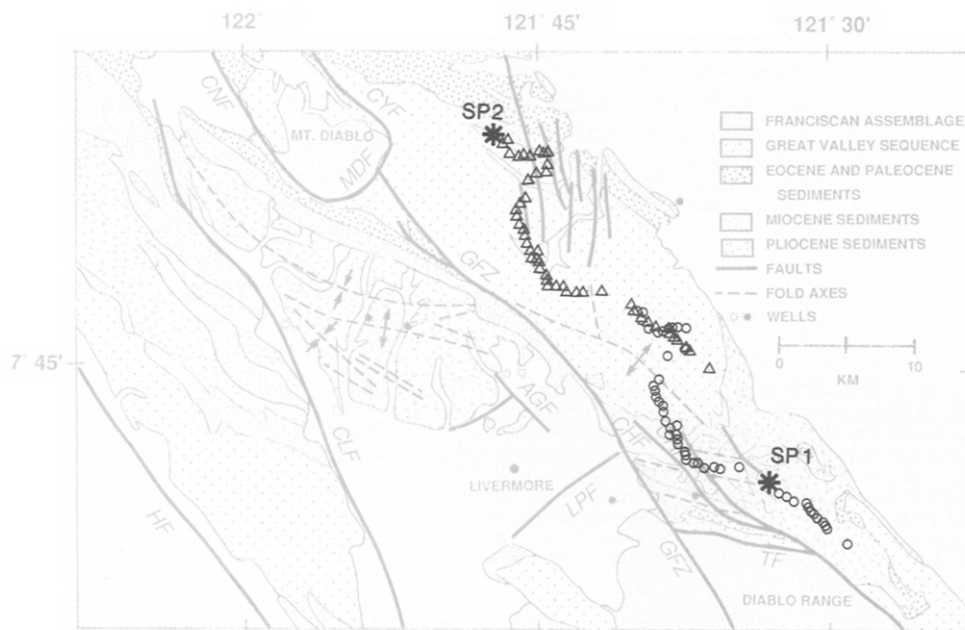 122°
121° 45'
121° 30'
CNF
CYF
SP2
MT. DIABLO
MDF
FRANCISCAN ASSEMBLAGE
GREAT VALLEY SEQUENCE
EOCENE AND PALEOCENE
SEDIMENTS
MIOCENE SEDIMENTS
PLIOCENE SEDIMENTS
FAULTS
FOLD AXES
WELLS
GFZ
7° 45'
0
10
KM
AGF
CLF
CHF
SP1
LIVERMORE
LPF
HF
GFZ
TF
DIABLO RANGE